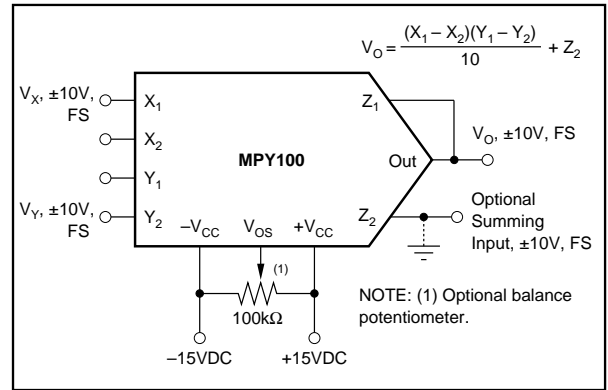 V_O = (X_1 – X_2)(Y_1 – Y_2) / 10 + Z_2
V_X, ±10V,
FS
X_1
X_2
Y_1
V_Y, ±10V,
FS
Y_2
MPY100
Z_1
Out
V_O, ±10V, FS
Z_2
Optional
Summing
Input, ±10V, FS
–V_CC
V_OS
+V_CC
(1)
100kΩ
–15VDC
+15VDC
NOTE: (1) Optional balance
potentiometer.